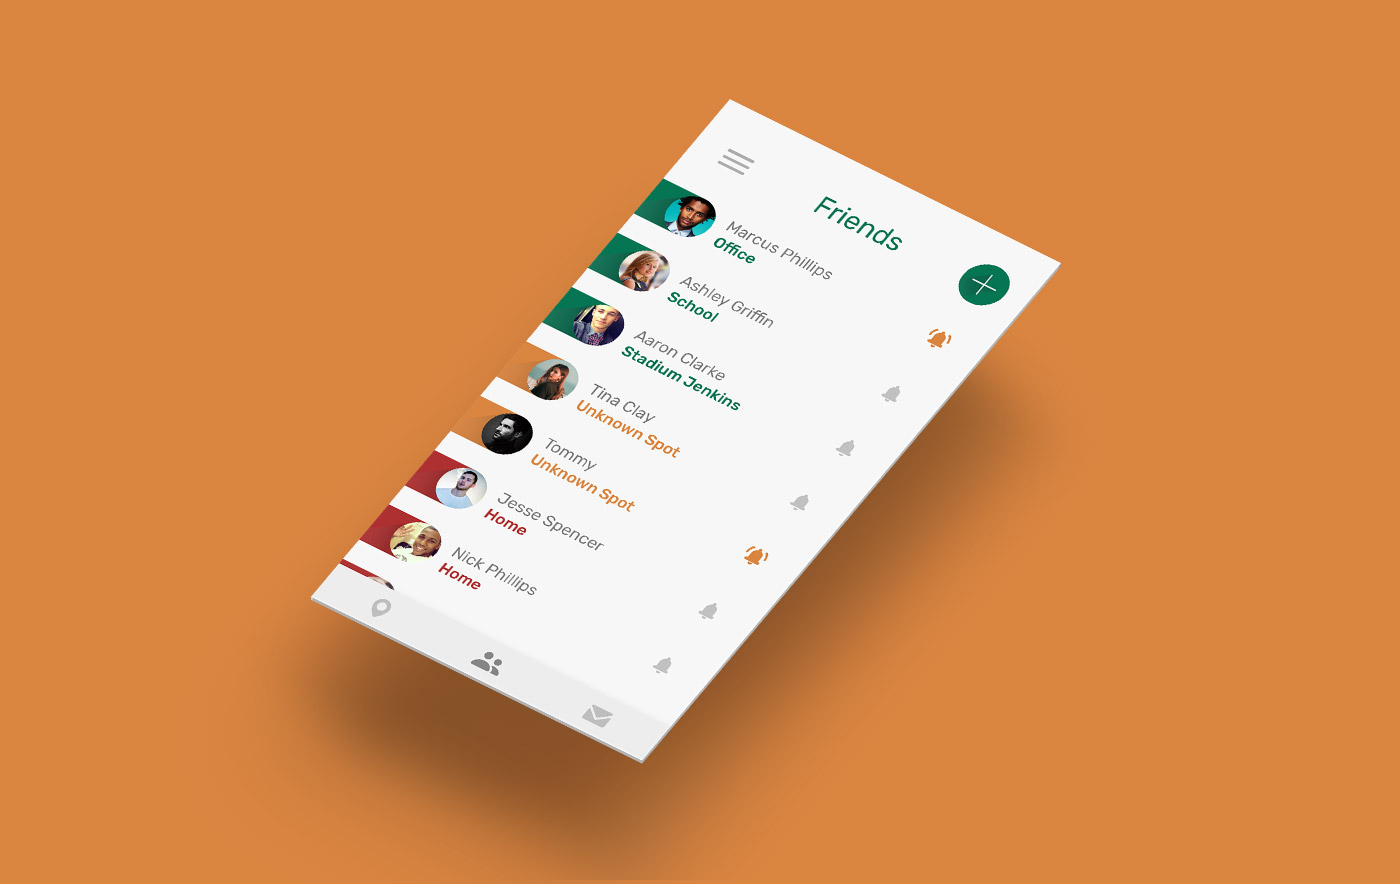 Friends
Marcus Phillips
Office
Ashley Griffin
School
Aaron Clarke
Stadium Jenkins
Tina Clay
Unknown Spot
Tommy
Unknown Spot
Jesse Spencer
Home
Nick Phillips
Home